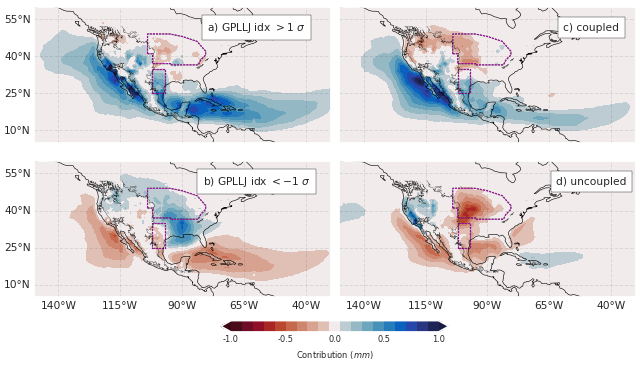 55°N
40°N
25°N
10°N
a) GPLLJ idx > 1 σ
c) coupled
55°N
40°N
25°N
10°N
b) GPLLJ idx < −1 σ
d) uncoupled
140°W 115°W 90°W 65°W 40°W
140°W 115°W 90°W 65°W 40°W
-1.0 -0.5 0.0 0.5 1.0
Contribution (mm)